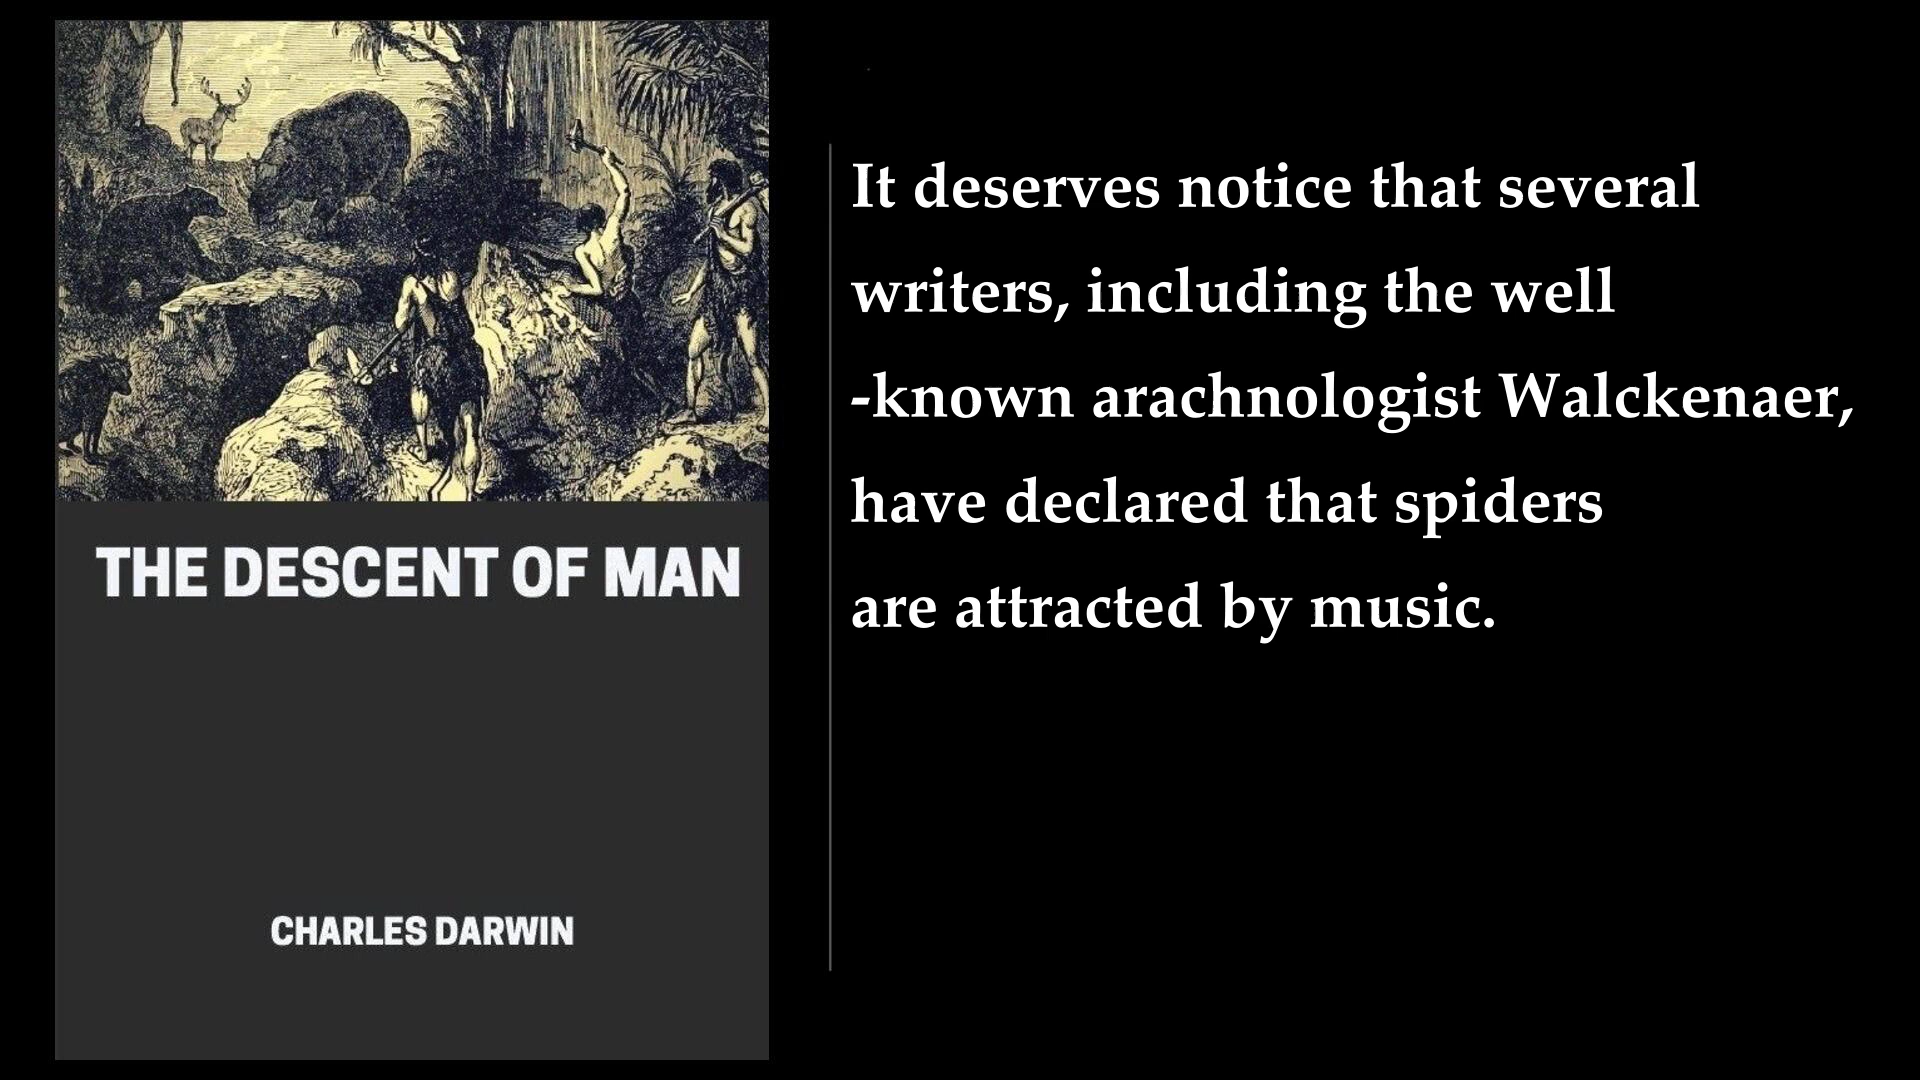 THE DESCENT OF MAN
CHARLES DARWIN
It deserves notice that several
writers, including the well
-known arachnologist Walckenaer,
have declared that spiders
are attracted by music.